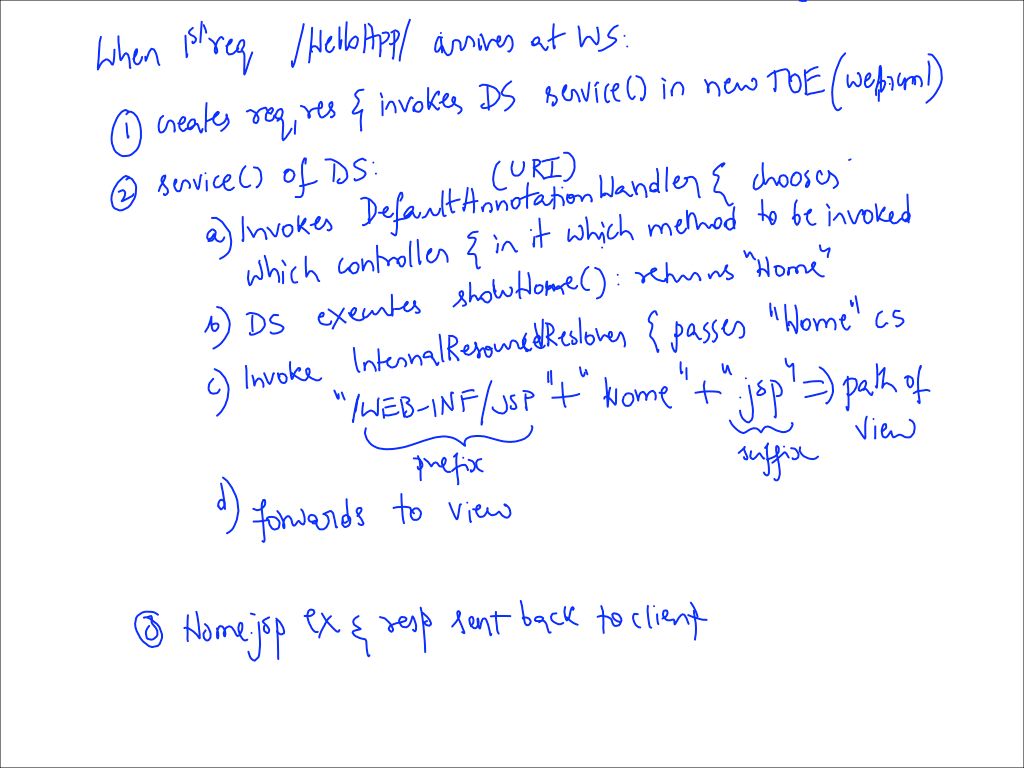 When 1st req /HelloApp/ arrives at WS:
① creates req, res & invokes DS service() in new TOE (web.xml)
② service() of DS: (URI)
a) Invokes DefaultAnnotationHandler & chooses
which controller & in it which method to be invoked
b) DS executes showHome(): returns "Home"
c) Invoke InternalResourceResolver & passes "Home" cs
"/WEB-INF/JSP" + "Home" + ".jsp" => path of
view
prefix suffix
d) forwards to view
③ Home.jsp ex & resp sent back to client